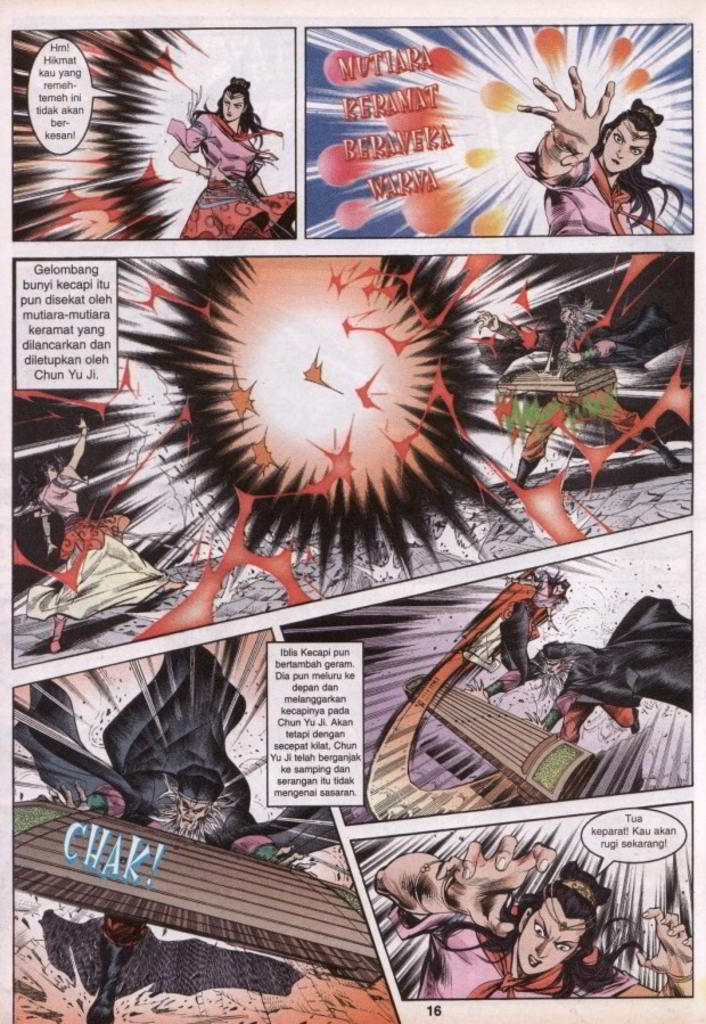 Hm!
Hikmat
kau yang
remeh-
temeh ini
tidak akan
ber-
kesan!
MUTIARA
KERAMAT
BERANEKA
WARNA
Gelombang
bunyi kecapi itu
pun disekat oleh
mutiara-mutiara
keramat yang
dilancarkan dan
diletupkan oleh
Chun Yu Ji.
Iblis Kecapi pun
bertambah geram.
Dia pun meluru ke
depan dan
melanggarkan
kecapinya pada
Chun Yu Ji. Akan
tetapi dengan
secepat kilat, Chun
Yu Ji telah berganjak
ke samping dan
serangan itu tidak
mengenai sasaran.
CHAK!
Tua
keparat! Kau akan
rugi sekarang!
16